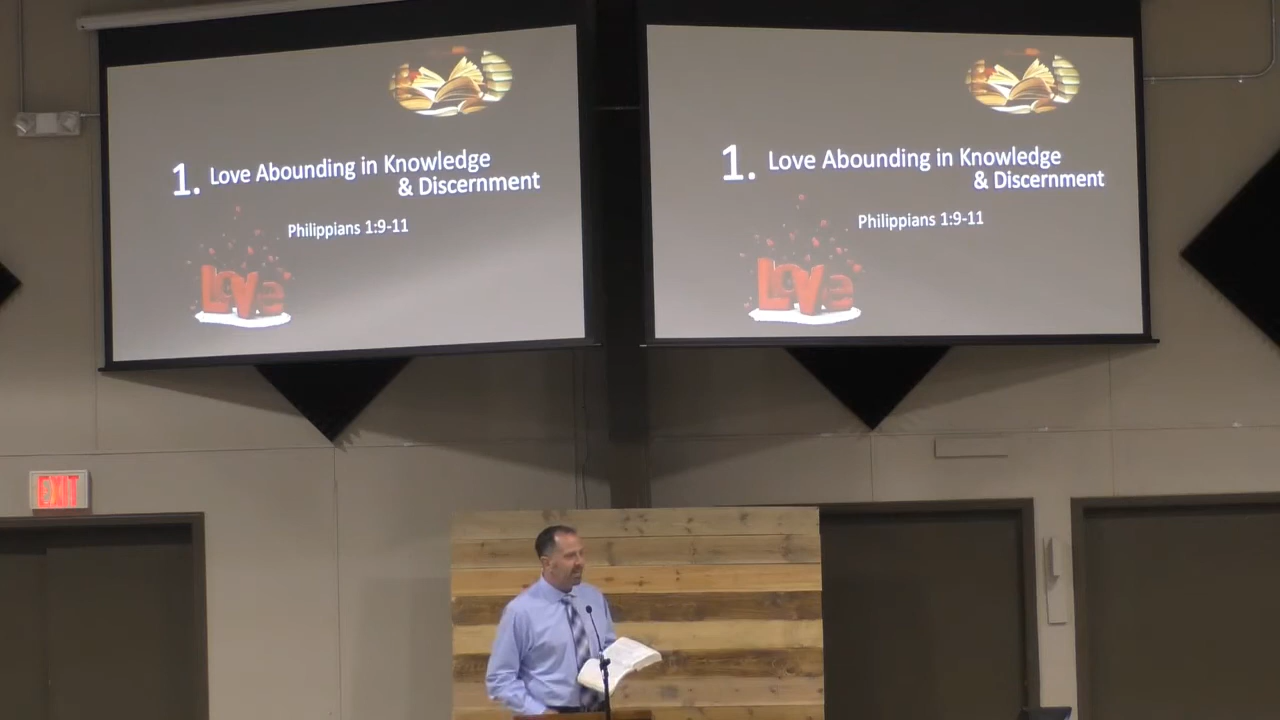 1. Love Abounding in Knowledge
& Discernment
Philippians 1:9-11
Love
1. Love Abounding in Knowledge
& Discernment
Philippians 1:9-11
Love
EXIT